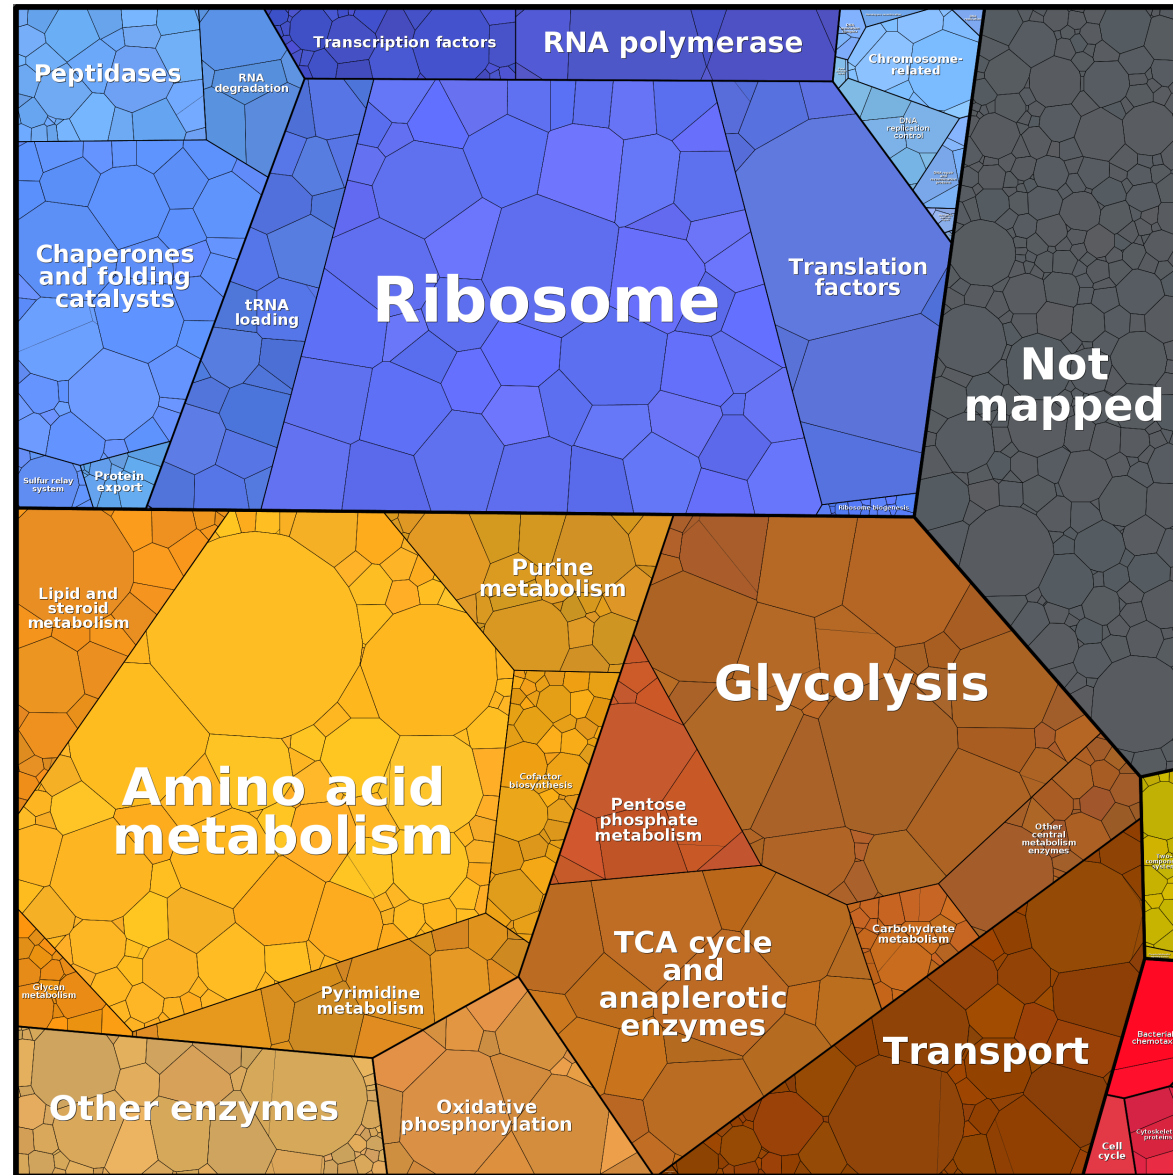 Transcription factors
RNA polymerase
Peptidases
RNA
degradation
Chromosome-
related
DNA
replication
control
Chaperones
and folding
catalysts
tRNA
loading
Ribosome
Translation
factors
Not
mapped
Sulfur relay
system
Protein
export
Ribosome biogenesis
Lipid and
steroid
metabolism
Purine
metabolism
Glycolysis
Amino acid
metabolism
Cofactor
biosynthesis
Pentose
phosphate
metabolism
Other
central
metabolism
enzymes
TCA cycle
and
anaplerotic
enzymes
Carbohydrate
metabolism
Glycan
metabolism
Pyrimidine
metabolism
Transport
Bacterial
Other enzymes
Oxidative
phosphorylation
Cell
cycle
proteins